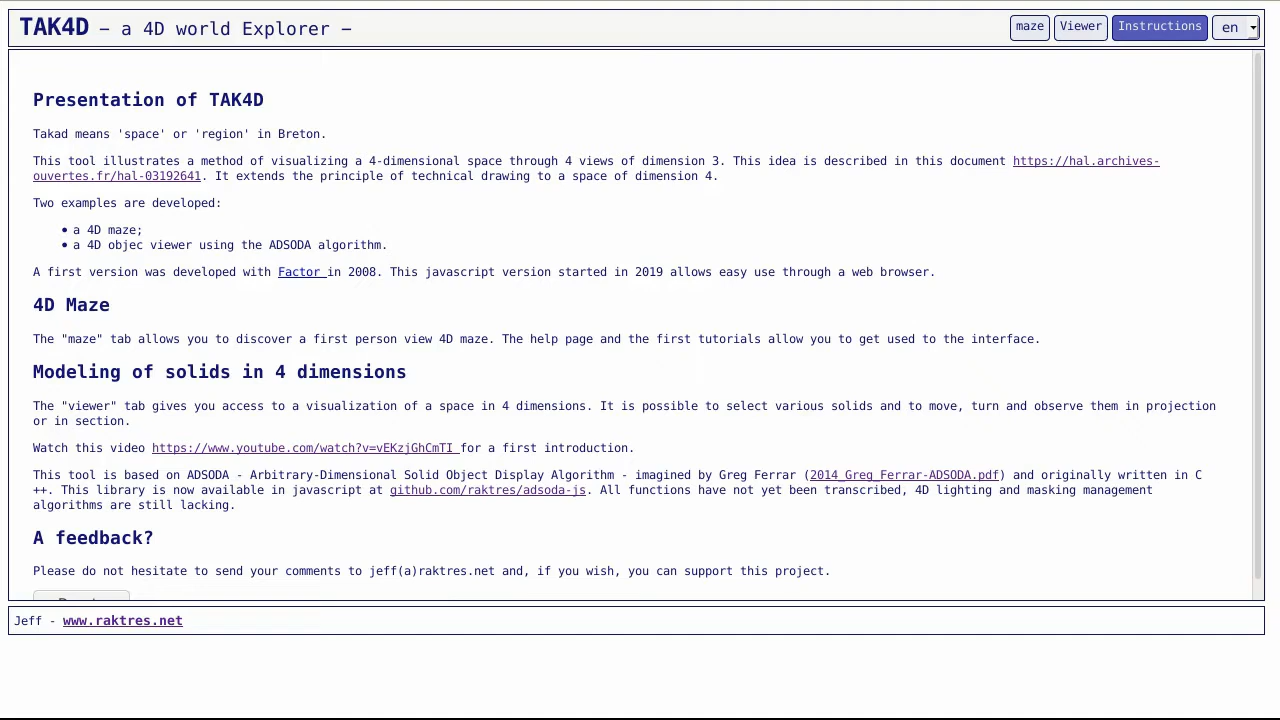 TAK4D - a 4D world Explorer -
maze Viewer Instructions en
Presentation of TAK4D
Takad means 'space' or 'region' in Breton.
This tool illustrates a method of visualizing a 4-dimensional space through 4 views of dimension 3. This idea is described in this document https://hal.archives-
ouvertes.fr/hal-03192641. It extends the principle of technical drawing to a space of dimension 4.
Two examples are developed:
• a 4D maze;
• a 4D objec viewer using the ADSODA algorithm.
A first version was developed with Factor in 2008. This javascript version started in 2019 allows easy use through a web browser.
4D Maze
The "maze" tab allows you to discover a first person view 4D maze. The help page and the first tutorials allow you to get used to the interface.
Modeling of solids in 4 dimensions
The "viewer" tab gives you access to a visualization of a space in 4 dimensions. It is possible to select various solids and to move, turn and observe them in projection
or in section.
Watch this video https://www.youtube.com/watch?v=vEKzjGhCmTI for a first introduction.
This tool is based on ADSODA - Arbitrary-Dimensional Solid Object Display Algorithm - imagined by Greg Ferrar (2014_Greg_Ferrar-ADSODA.pdf) and originally written in C
++. This library is now available in javascript at github.com/raktres/adsoda-js. All functions have not yet been transcribed, 4D lighting and masking management
algorithms are still lacking.
A feedback?
Please do not hesitate to send your comments to jeff(a)raktres.net and, if you wish, you can support this project.
Jeff - www.raktres.net